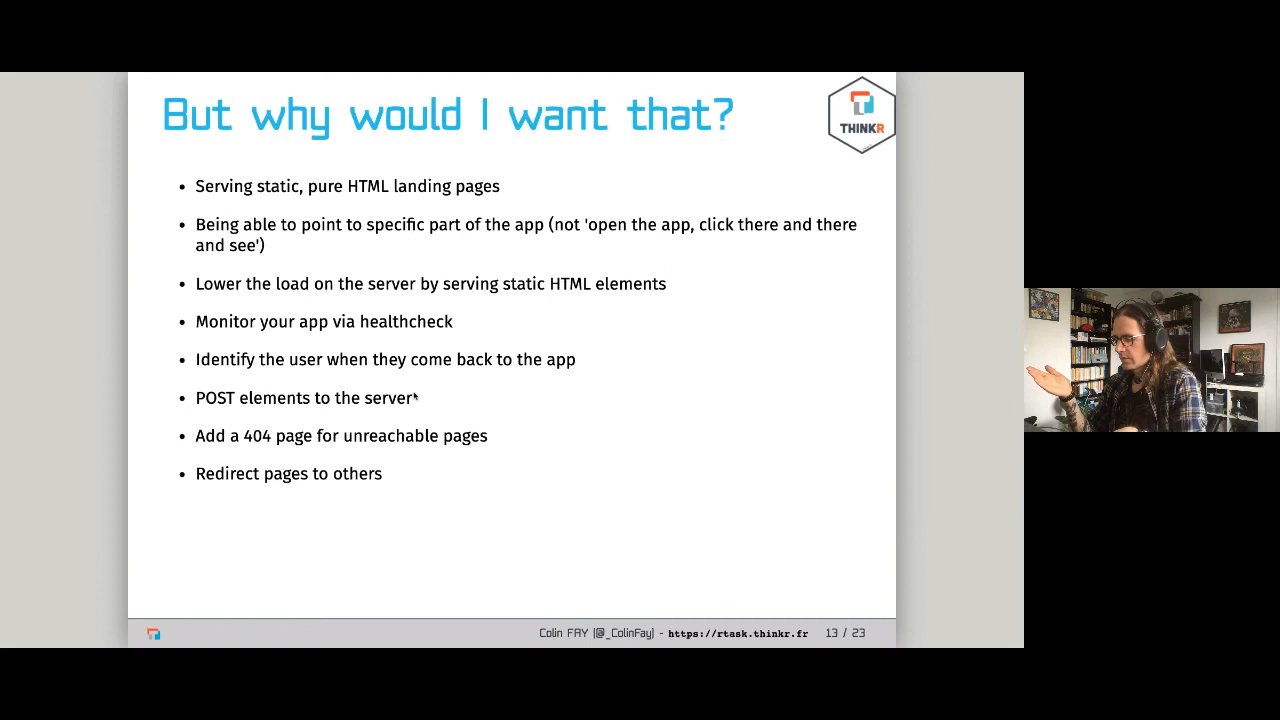 But why would I want that?
THINKR
• Serving static, pure HTML landing pages
• Being able to point to specific part of the app (not 'open the app, click there and there
and see')
• Lower the load on the server by serving static HTML elements
• Monitor your app via healthcheck
• Identify the user when they come back to the app
• POST elements to the server
• Add a 404 page for unreachable pages
• Redirect pages to others
Colin FAY (@_ColinFay) - https://rtask.thinkr.fr 13 / 23